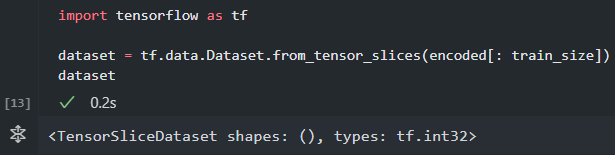 import tensorflow as tf
dataset = tf.data.Dataset.from_tensor_slices(encoded[: train_size])
dataset
[13] ✓ 0.2s
<TensorSliceDataset shapes: (), types: tf.int32>